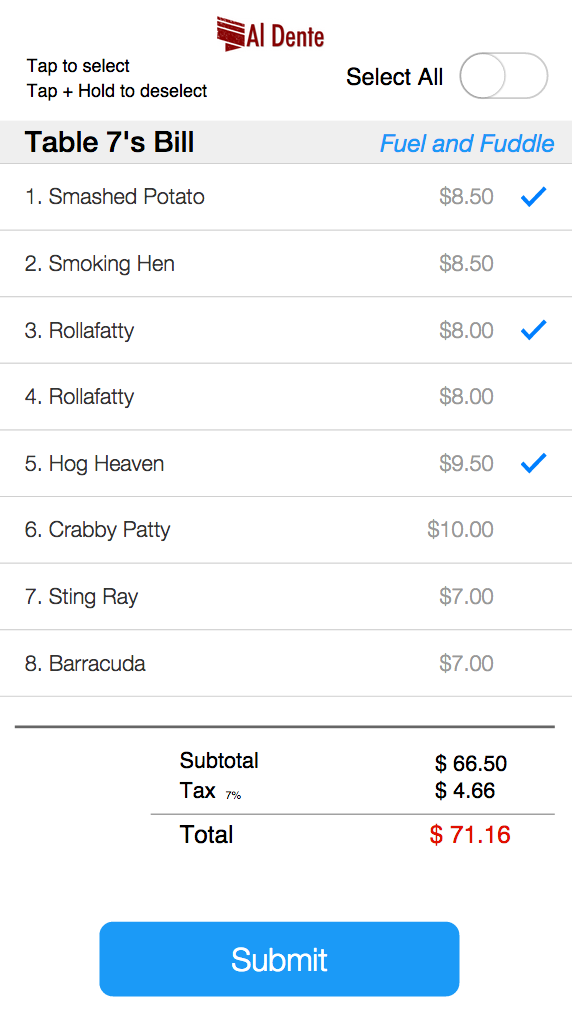 Al Dente
Tap to select
Tap + Hold to deselect
Select All
Table 7's Bill Fuel and Fuddle
1. Smashed Potato $8.50
2. Smoking Hen $8.50
3. Rollafatty $8.00
4. Rollafatty $8.00
5. Hog Heaven $9.50
6. Crabby Patty $10.00
7. Sting Ray $7.00
8. Barracuda $7.00
Subtotal $ 66.50
Tax 7% $ 4.66
Total $ 71.16
Submit